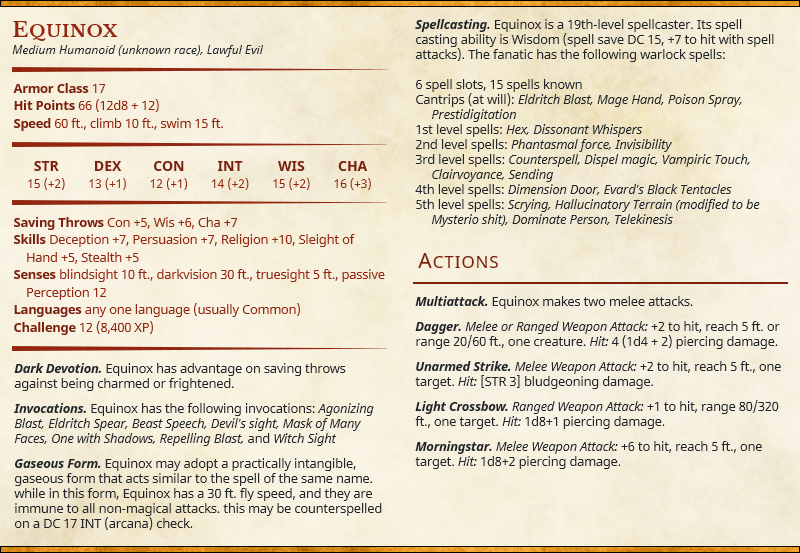 Equinox
Medium Humanoid (unknown race), Lawful Evil
Armor Class 17
Hit Points 66 (12d8 + 12)
Speed 60 ft., climb 10 ft., swim 15 ft.
STR DEX CON INT WIS CHA
15 (+2) 13 (+1) 12 (+1) 14 (+2) 15 (+2) 16 (+3)
Saving Throws Con +5, Wis +6, Cha +7
Skills Deception +7, Persuasion +7, Religion +10, Sleight of
Hand +5, Stealth +5
Senses blindsight 10 ft., darkvision 30 ft., truesight 5 ft., passive
Perception 12
Languages any one language (usually Common)
Challenge 12 (8,400 XP)
Dark Devotion. Equinox has advantage on saving throws
against being charmed or frightened.
Invocations. Equinox has the following invocations: Agonizing
Blast, Eldritch Spear, Beast Speech, Devil's sight, Mask of Many
Faces, One with Shadows, Repelling Blast, and Witch Sight
Gaseous Form. Equinox may adopt a practically intangible,
gaseous form that acts similar to the spell of the same name.
while in this form, Equinox has a 30 ft. fly speed, and they are
immune to all non-magical attacks. this may be counterspelled
on a DC 17 INT (arcana) check.
Spellcasting. Equinox is a 19th-level spellcaster. Its spell
casting ability is Wisdom (spell save DC 15, +7 to hit with spell
attacks). The fanatic has the following warlock spells:
6 spell slots, 15 spells known
Cantrips (at will): Eldritch Blast, Mage Hand, Poison Spray,
Prestidigitation
1st level spells: Hex, Dissonant Whispers
2nd level spells: Phantasmal force, Invisibility
3rd level spells: Counterspell, Dispel magic, Vampiric Touch,
Clairvoyance, Sending
4th level spells: Dimension Door, Evard's Black Tentacles
5th level spells: Scrying, Hallucinatory Terrain (modified to be
Mysterio shit), Dominate Person, Telekinesis
Actions
Multiattack. Equinox makes two melee attacks.
Dagger. Melee or Ranged Weapon Attack: +2 to hit, reach 5 ft. or
range 20/60 ft., one creature. Hit: 4 (1d4 + 2) piercing damage.
Unarmed Strike. Melee Weapon Attack: +2 to hit, reach 5 ft., one
target. Hit: [STR 3] bludgeoning damage.
Light Crossbow. Ranged Weapon Attack: +1 to hit, range 80/320
ft., one target. Hit: 1d8+1 piercing damage.
Morningstar. Melee Weapon Attack: +6 to hit, reach 5 ft., one
target. Hit: 1d8+2 piercing damage.